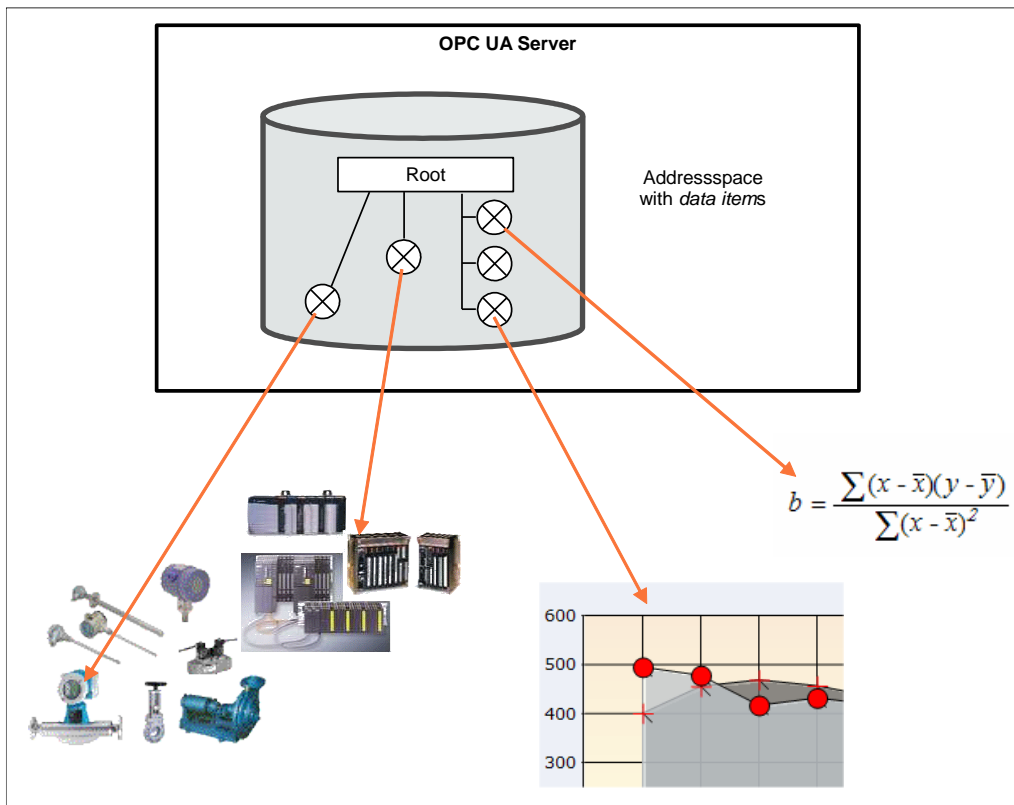 OPC UA Server
Root
Addressspace
with data items
b = ∑(x - x̅)(y - y̅)
∑(x - x̅)²
600
500
400
300